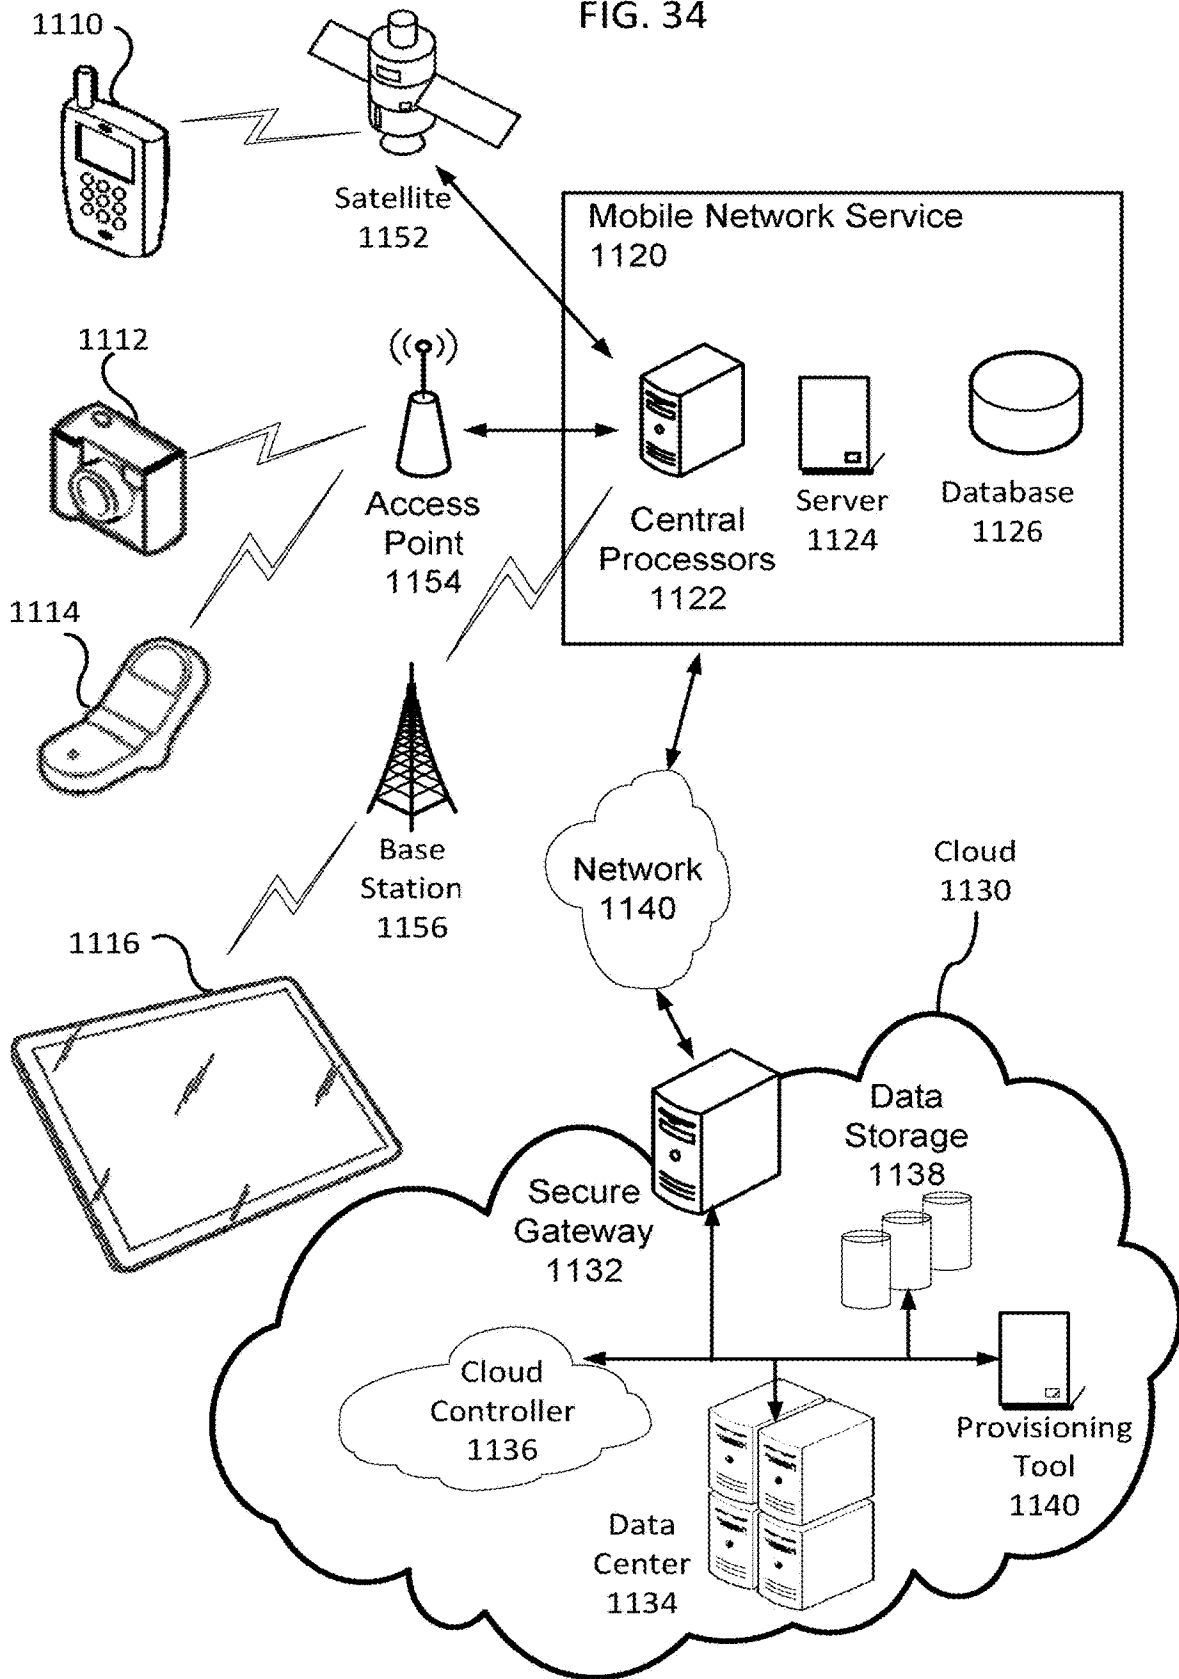 FIG. 34
1110
Satellite
1152
Mobile Network Service
1120
1112
Access
Point
1154
Central
Processors
1122
Server
1124
Database
1126
1114
Base
Station
1156
Network
1140
Cloud
1130
1116
Data
Storage
1138
Secure
Gateway
1132
Cloud
Controller
1136
Provisioning
Tool
1140
Data
Center
1134